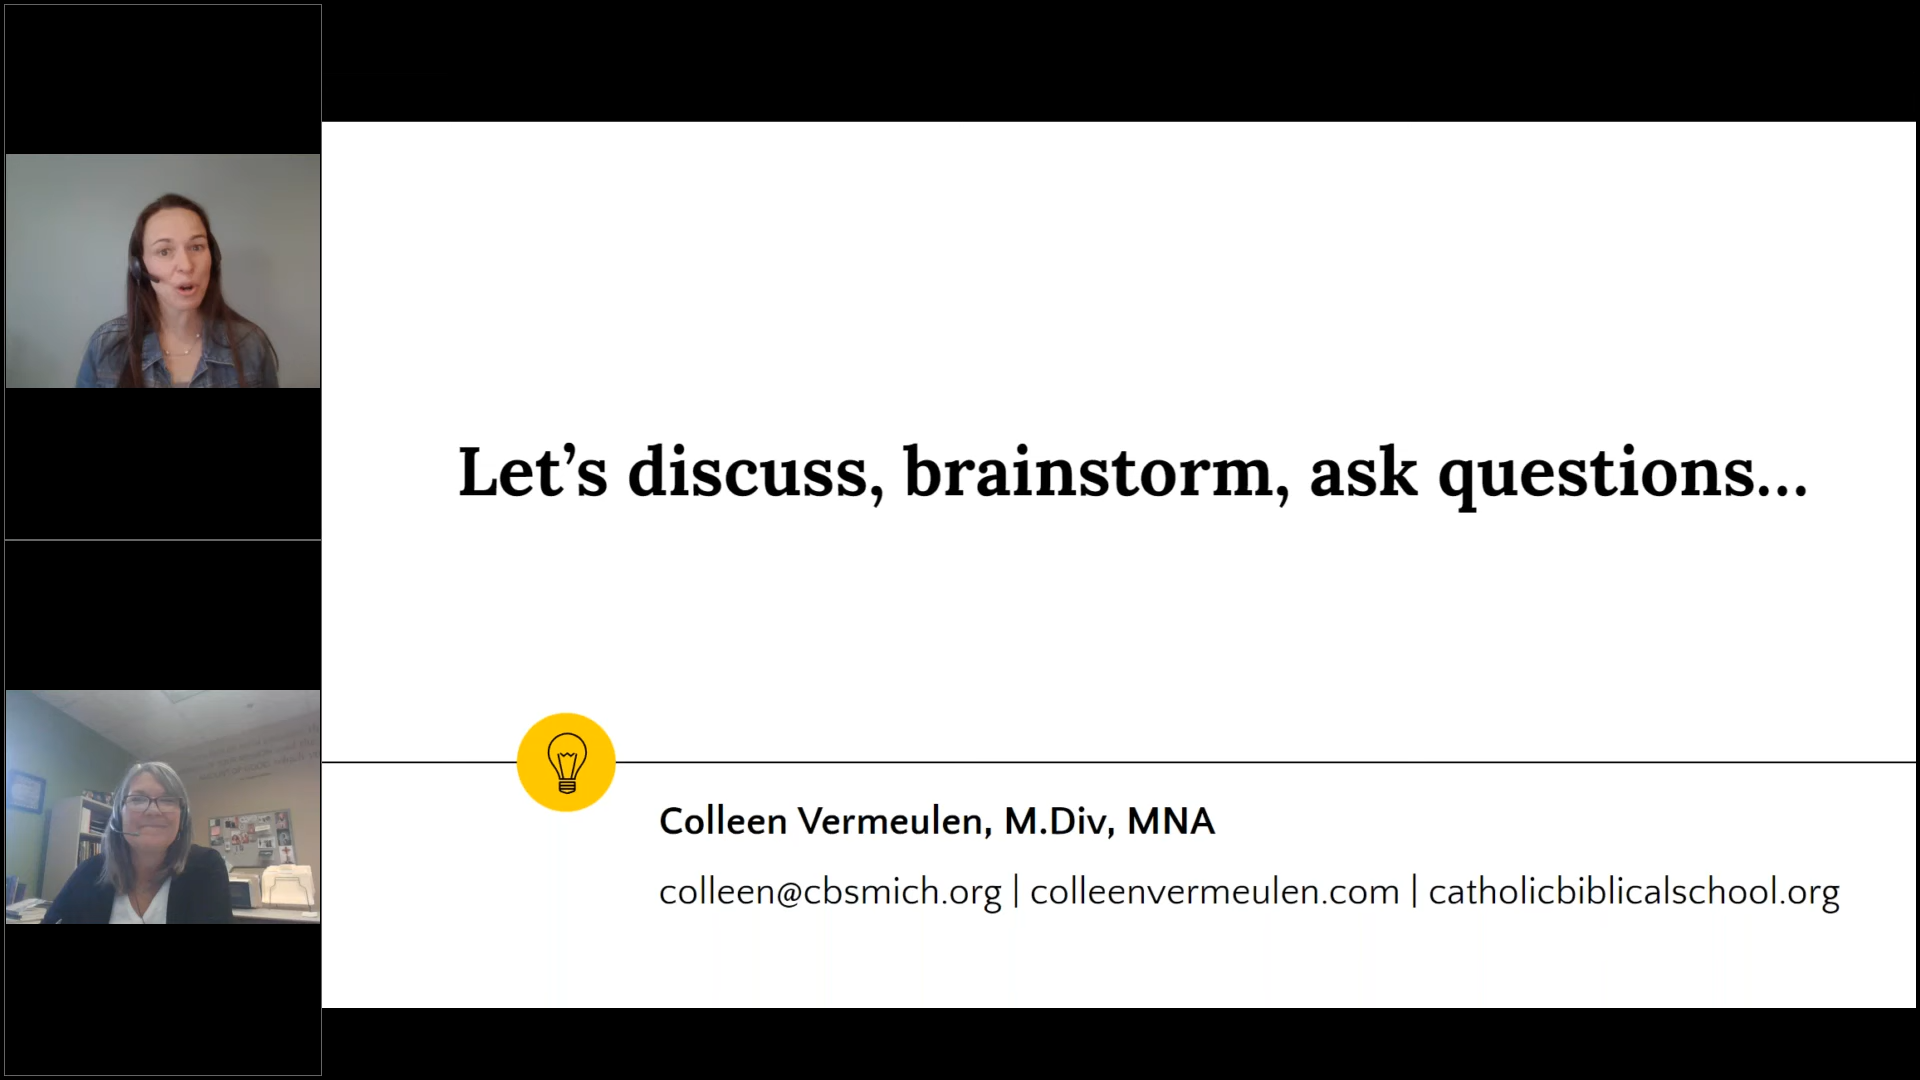 Let’s discuss, brainstorm, ask questions...
Colleen Vermeulen, M.Div, MNA
colleen@cbsmich.org | colleenvermeulen.com | catholicbiblicalschool.org